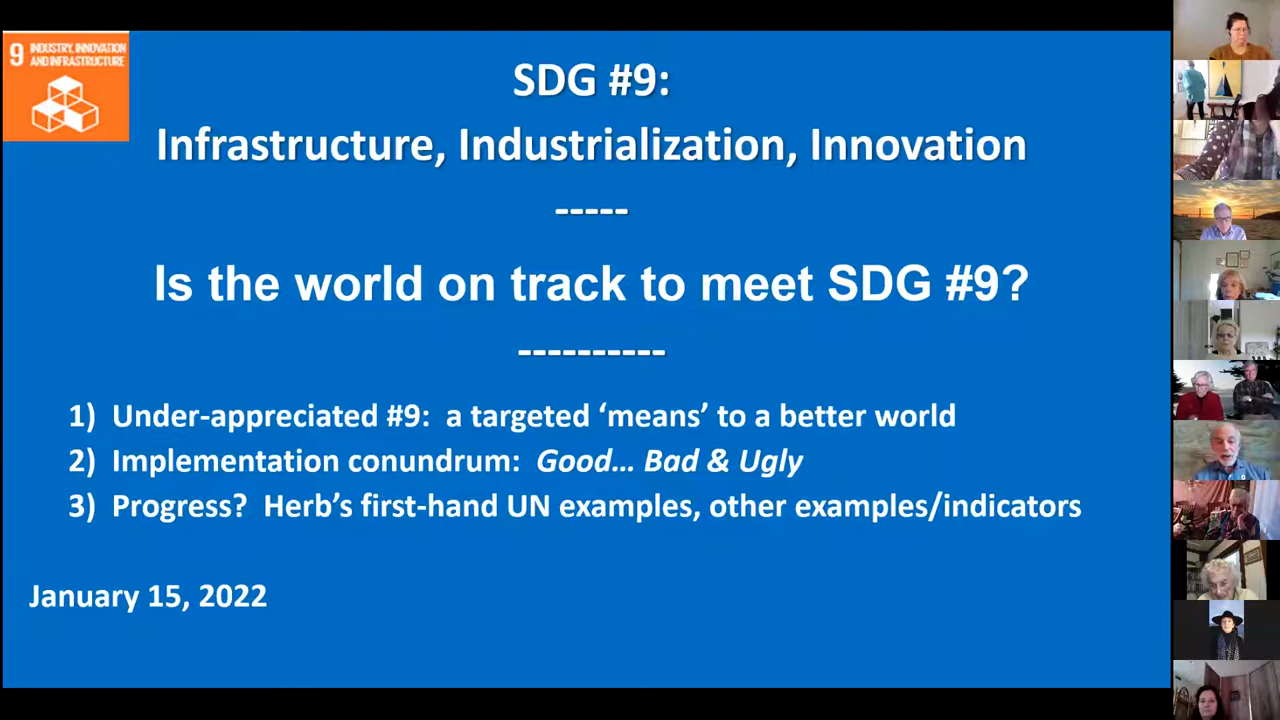 9 INDUSTRY, INNOVATION
AND INFRASTRUCTURE
SDG #9:
Infrastructure, Industrialization, Innovation
-----
Is the world on track to meet SDG #9?
----------
1) Under-appreciated #9: a targeted ‘means’ to a better world
2) Implementation conundrum: Good... Bad & Ugly
3) Progress? Herb’s first-hand UN examples, other examples/indicators
January 15, 2022